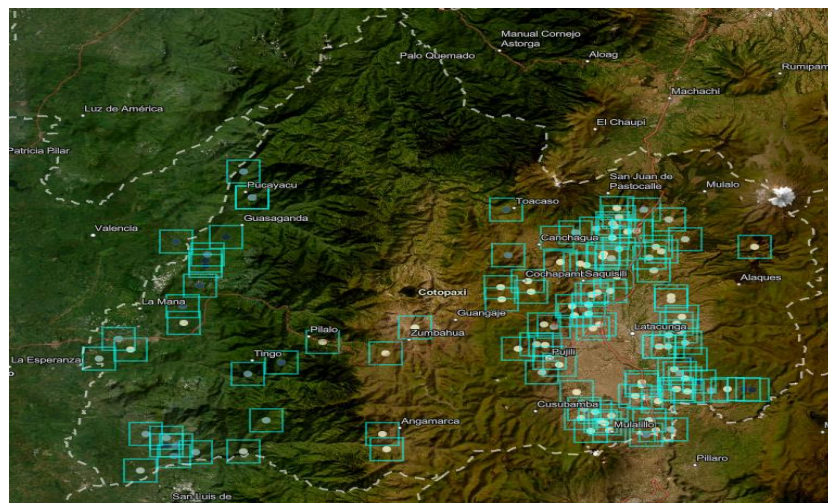 Manual Cornejo
Astorga
Palo Quemado
Aloag
Rumipam
Machachi
Luz de América
El Chaupi
Patricia Pilar
San Juan de
Pastocalle
Mulalo
Pucayacu
Toacaso
Guasaganda
Valencia
Canchagua
Cochapamt
Saquisili
Alaques
Cotopaxi
La Mana
Guangaje
Pilalo
Zumbahua
Latacunga
La Esperanza
Tingo
Pujili
Cusubamba
Angamarca
Mulalillo
Pillaro
San Luis de